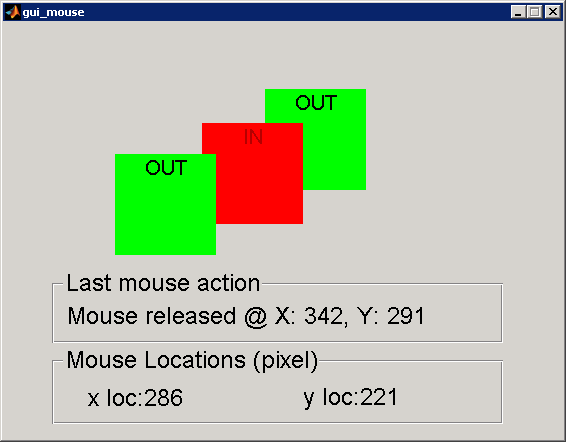 gui_mouse
OUT
IN
OUT
Last mouse action
Mouse released @ X: 342, Y: 291
Mouse Locations (pixel)
x loc:286 y loc:221